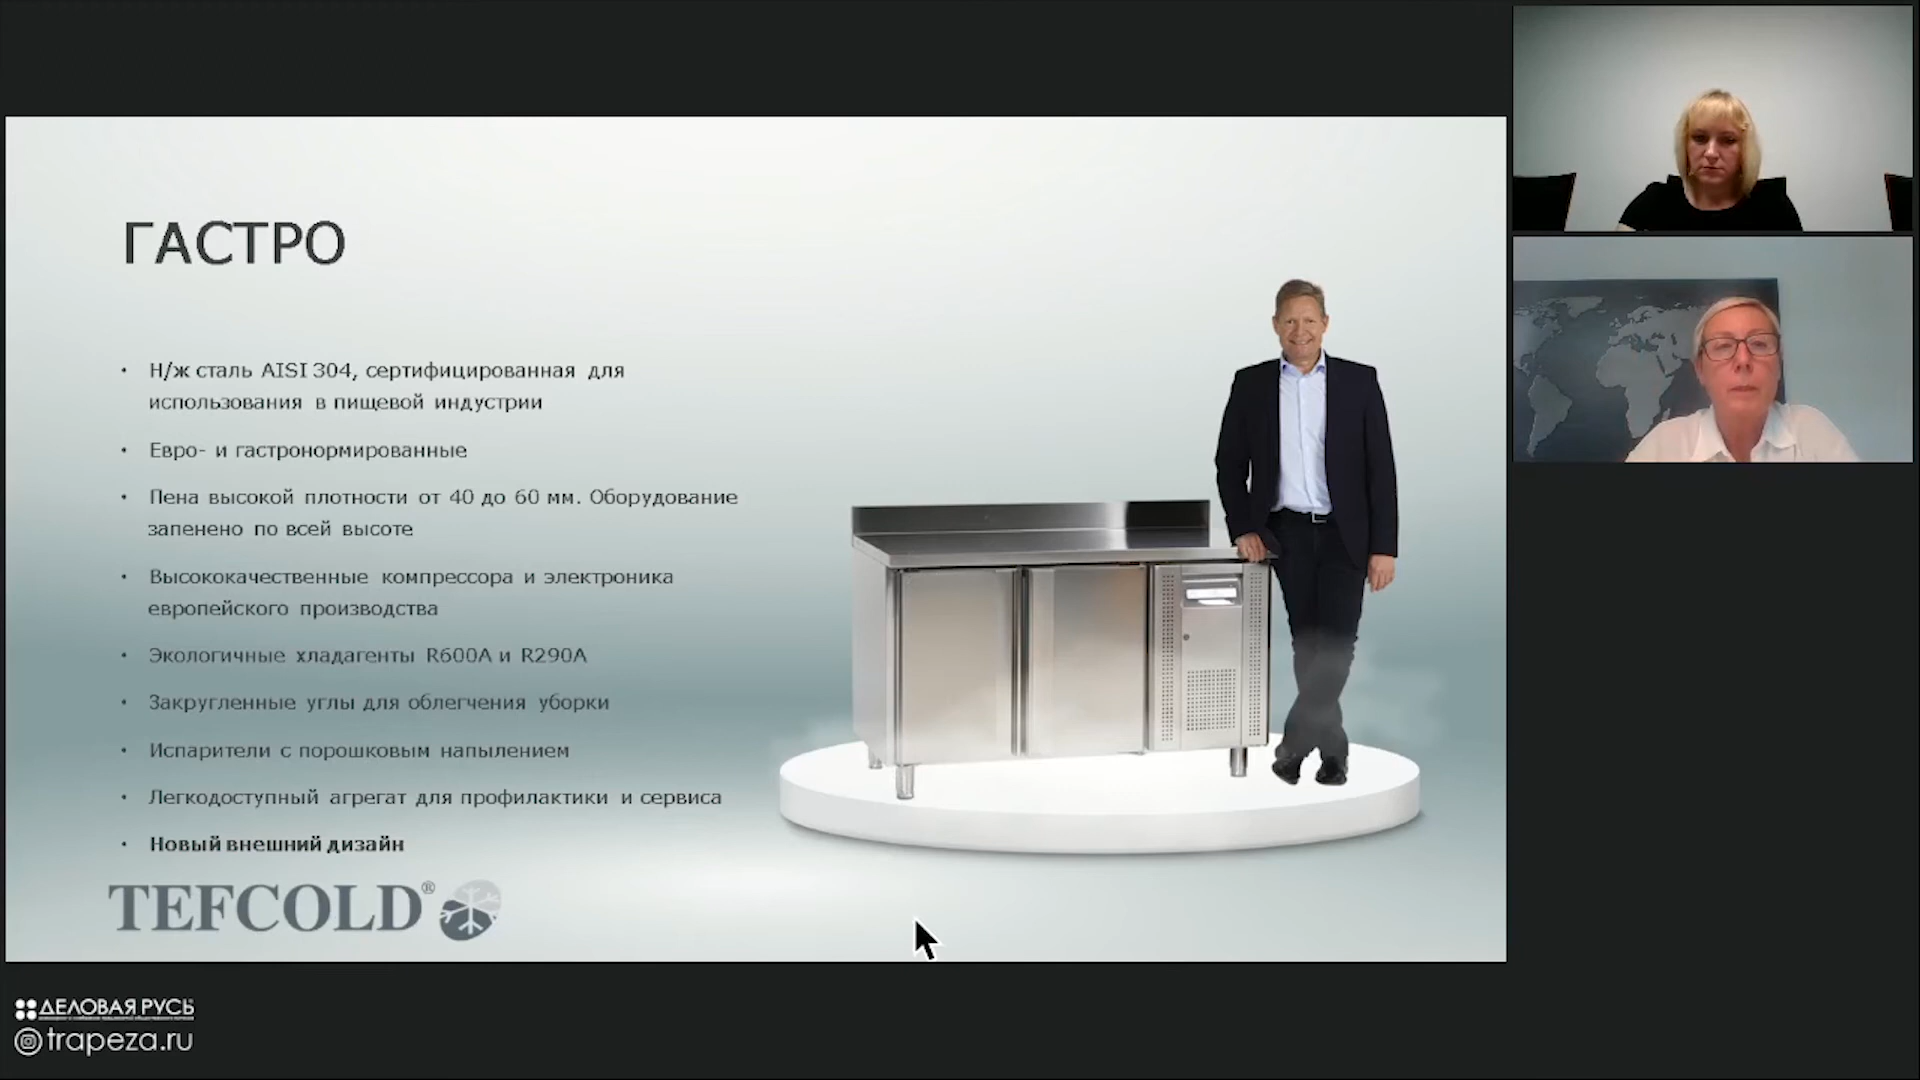 ГАСТРО
• Н/ж сталь AISI 304, сертифицированная для
использования в пищевой индустрии
• Евро- и гастронормированные
• Пена высокой плотности от 40 до 60 мм. Оборудование
запенено по всей высоте
• Высококачественные компрессора и электроника
европейского производства
• Экологичные хладагенты R600A и R290A
• Закругленные углы для облегчения уборки
• Испарители с порошковым напылением
• Легкодоступный агрегат для профилактики и сервиса
• Новый внешний дизайн
TEFCOLD®
ДЕЛОВАЯ РУСЬ
trapeza.ru